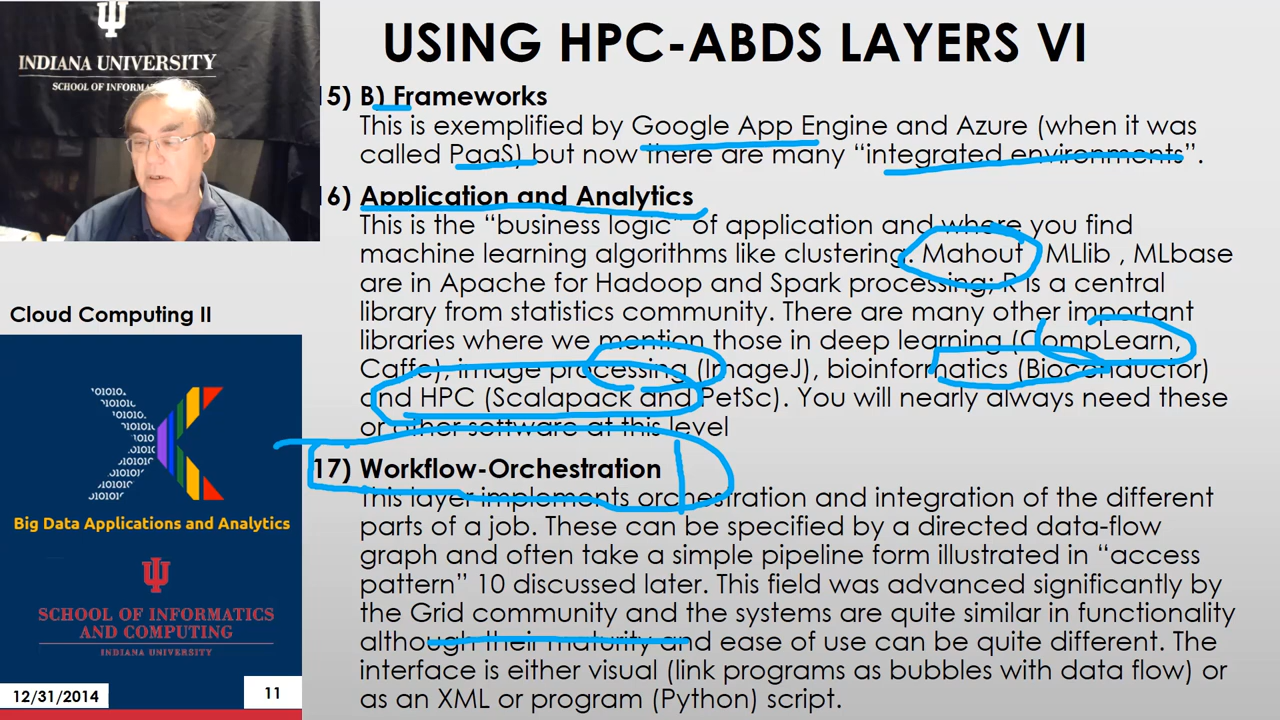 INDIANA UNIVERSITY
SCHOOL OF INFORMA
USING HPC-ABDS LAYERS VI
15) B) Frameworks
This is exemplified by Google App Engine and Azure (when it was
called PaaS) but now there are many “integrated environments”.
16) Application and Analytics
This is the “business logic” of application and where you find
machine learning algorithms like clustering. Mahout , MLlib , MLbase
are in Apache for Hadoop and Spark processing; R is a central
library from statistics community. There are many other important
libraries where we mention those in deep learning (CompLearn,
Caffe), image processing (ImageJ), bioinformatics (Bioconductor)
and HPC (Scalapack and PetSc). You will nearly always need these
or other software at this level
17) Workflow-Orchestration
This layer implements orchestration and integration of the different
parts of a job. These can be specified by a directed data-flow
graph and often take a simple pipeline form illustrated in “access
pattern” 10 discussed later. This field was advanced significantly by
the Grid community and the systems are quite similar in functionality
although their maturity and ease of use can be quite different. The
interface is either visual (link programs as bubbles with data flow) or
as an XML or program (Python) script.
Cloud Computing II
Big Data Applications and Analytics
SCHOOL OF INFORMATICS
AND COMPUTING
INDIANA UNIVERSITY
12/31/2014
11